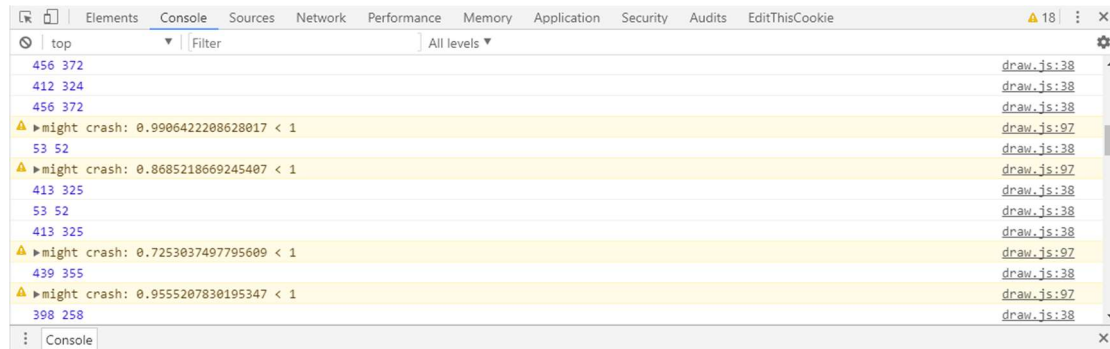 Elements Console Sources Network Performance Memory Application Security Audits EditThisCookie 18
top Filter All levels
456 372 draw.js:38
412 324 draw.js:38
456 372 draw.js:38
might crash: 0.9906422208628017 < 1 draw.js:97
53 52 draw.js:38
might crash: 0.8685218669245407 < 1 draw.js:97
413 325 draw.js:38
53 52 draw.js:38
413 325 draw.js:38
might crash: 0.7253037497795609 < 1 draw.js:97
439 355 draw.js:38
might crash: 0.9555207830195347 < 1 draw.js:97
398 258 draw.js:38
Console